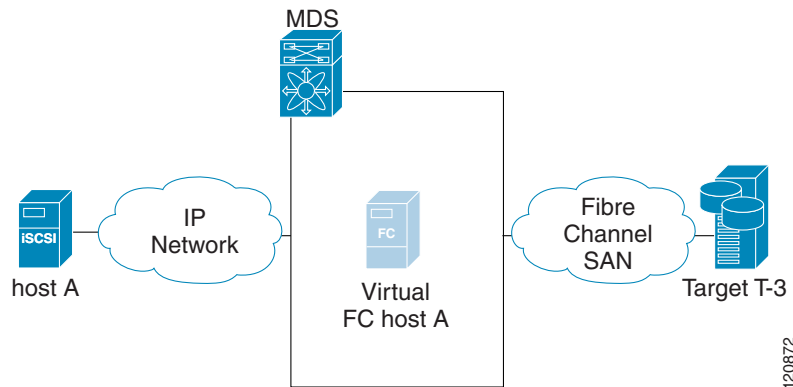 MDS
iSCSI
host A
IP
Network
FC
Virtual
FC host A
Fibre
Channel
SAN
Target T-3
120872